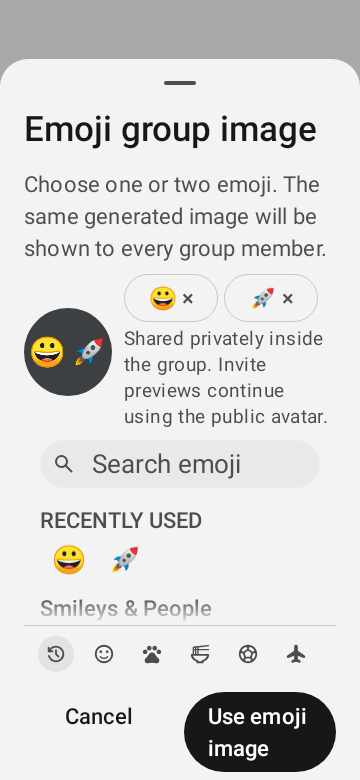 Emoji group image
Choose one or two emoji. The
same generated image will be
shown to every group member.
😀 ×
🚀 ×
Shared privately inside
the group. Invite
previews continue
using the public avatar.
Search emoji
RECENTLY USED
Smileys & People
Cancel
Use emoji
image